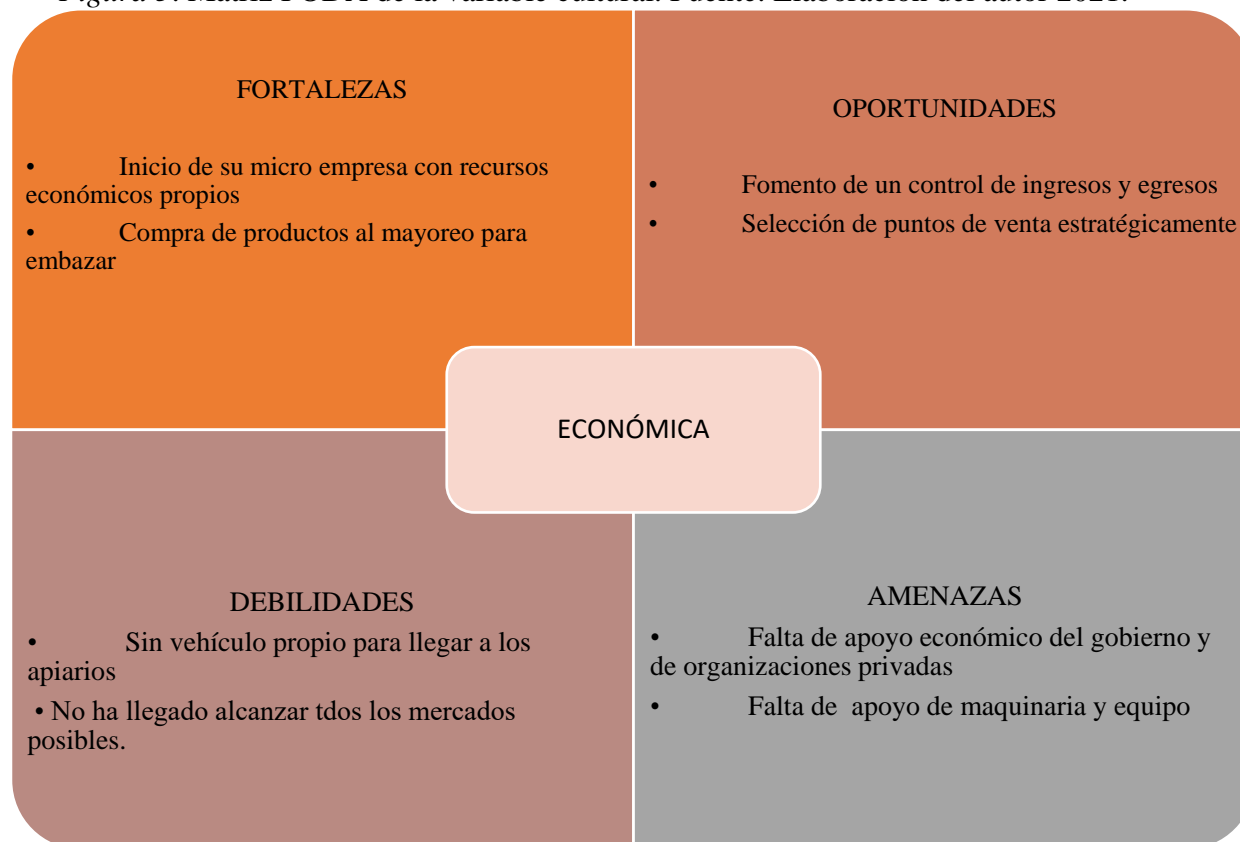 FORTALEZAS
• Inicio de su micro empresa con recursos
económicos propios
• Compra de productos al mayoreo para
embazar
OPORTUNIDADES
• Fomento de un control de ingresos y egresos
• Selección de puntos de venta estratégicamente
ECONÓMICA
DEBILIDADES
• Sin vehículo propio para llegar a los
apiarios
• No ha llegado alcanzar tdos los mercados
posibles.
AMENAZAS
• Falta de apoyo económico del gobierno y
de organizaciones privadas
• Falta de apoyo de maquinaria y equipo